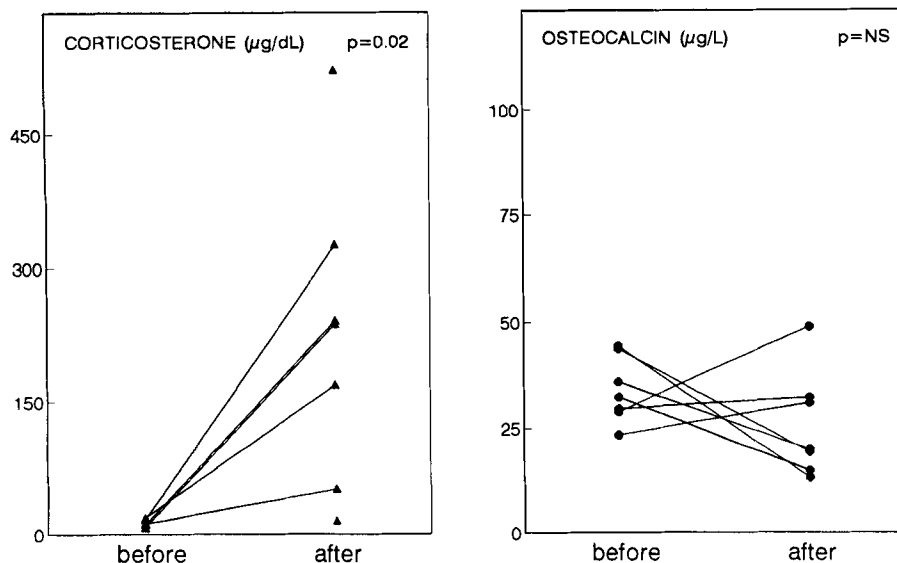 CORTICOSTERONE (µg/dL) p=0.02
450
300
150
0
before after
OSTEOCALCIN (µg/L) p=NS
100
75
50
25
0
before after